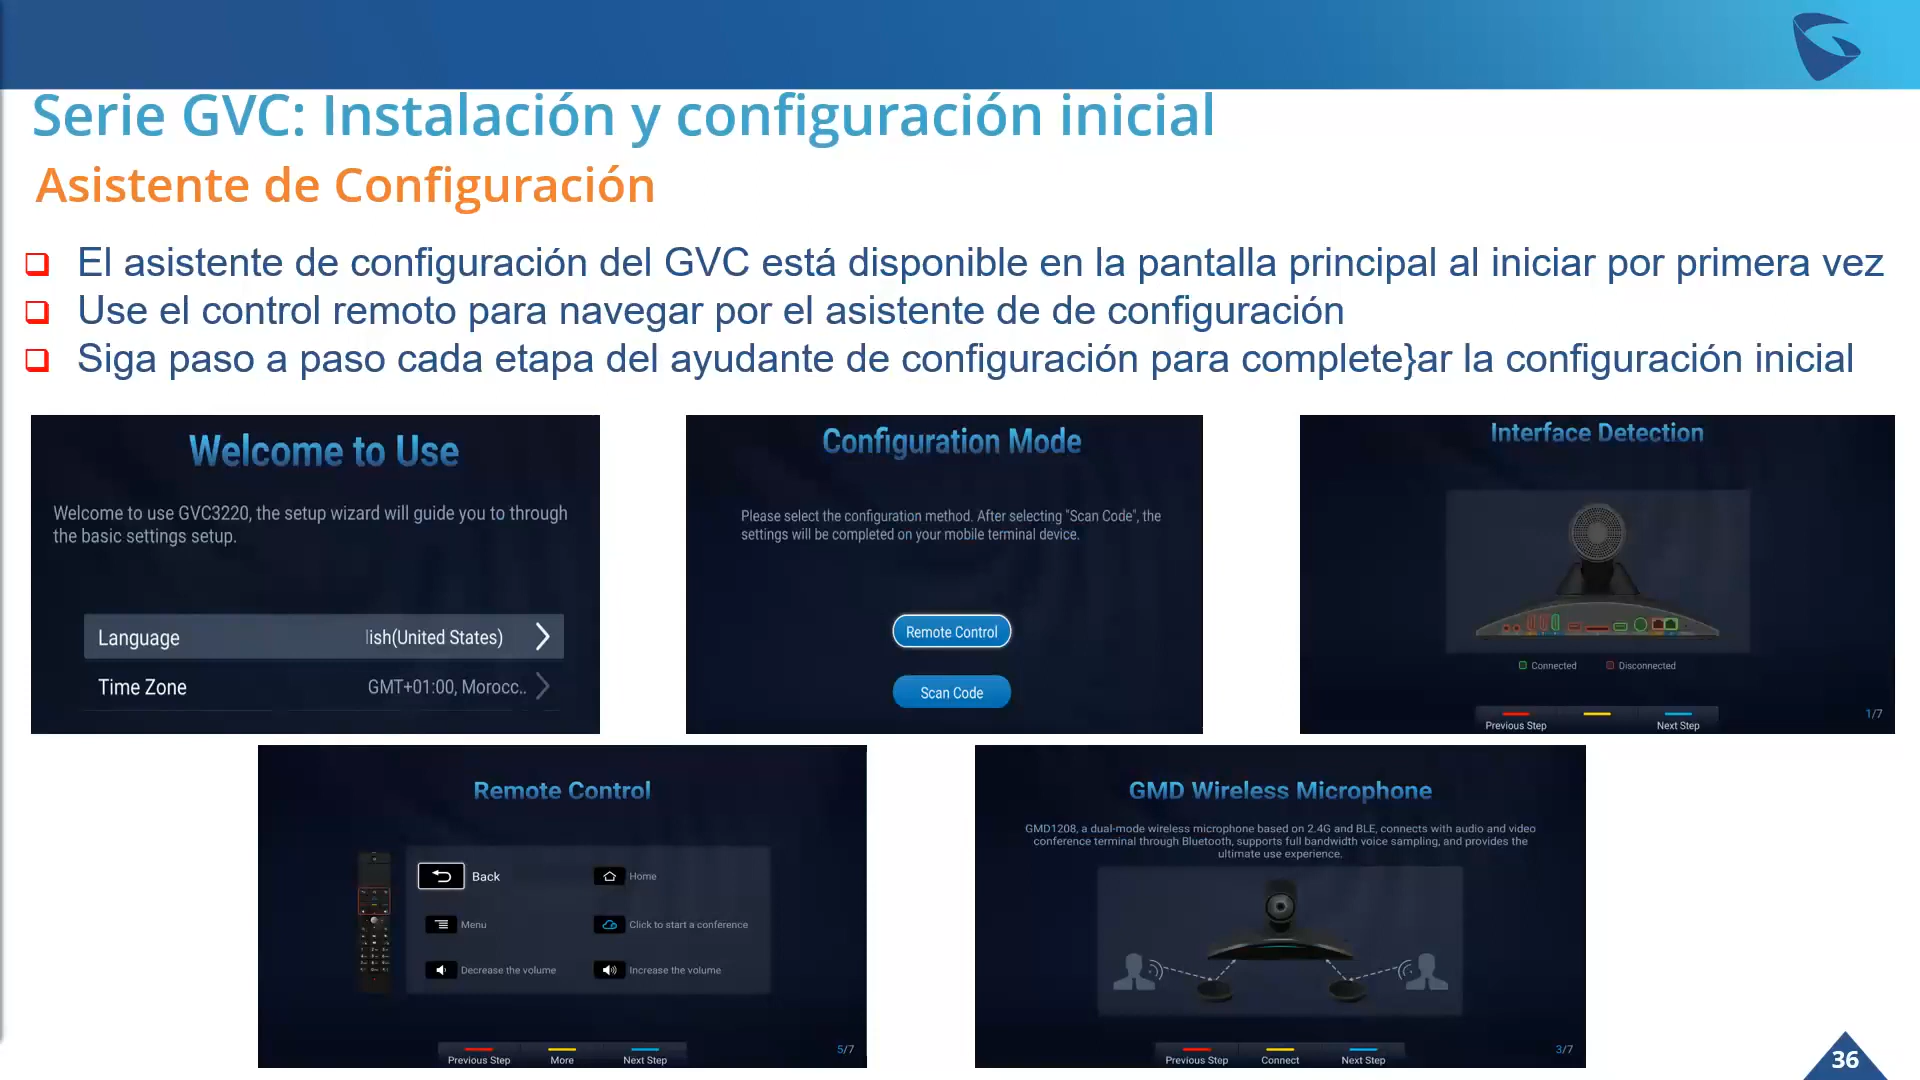 Serie GVC: Instalación y configuración inicial
Asistente de Configuración
El asistente de configuración del GVC está disponible en la pantalla principal al iniciar por primera vez
Use el control remoto para navegar por el asistente de de configuración
Siga paso a paso cada etapa del ayudante de configuración para complete}ar la configuración inicial
Welcome to Use
Welcome to use GVC3220, the setup wizard will guide you to through
the basic settings setup.
Language lish(United States)
Time Zone GMT+01:00, Morocc..
Configuration Mode
Please select the configuration method. After selecting "Scan Code", the
settings will be completed on your mobile terminal device.
Remote Control
Scan Code
Interface Detection
Connected Disconnected
Previous Step Next Step 1/7
Remote Control
Back Home
Menu Click to start a conference
Decrease the volume Increase the volume
Previous Step More Next Step 5/7
GMD Wireless Microphone
GMD1208, a dual-mode wireless microphone based on 2.4G and BLE, connects with audio and video
conference terminal through Bluetooth, supports full bandwidth voice sampling, and provides the
ultimate use experience.
Previous Step Connect Next Step 3/7
36